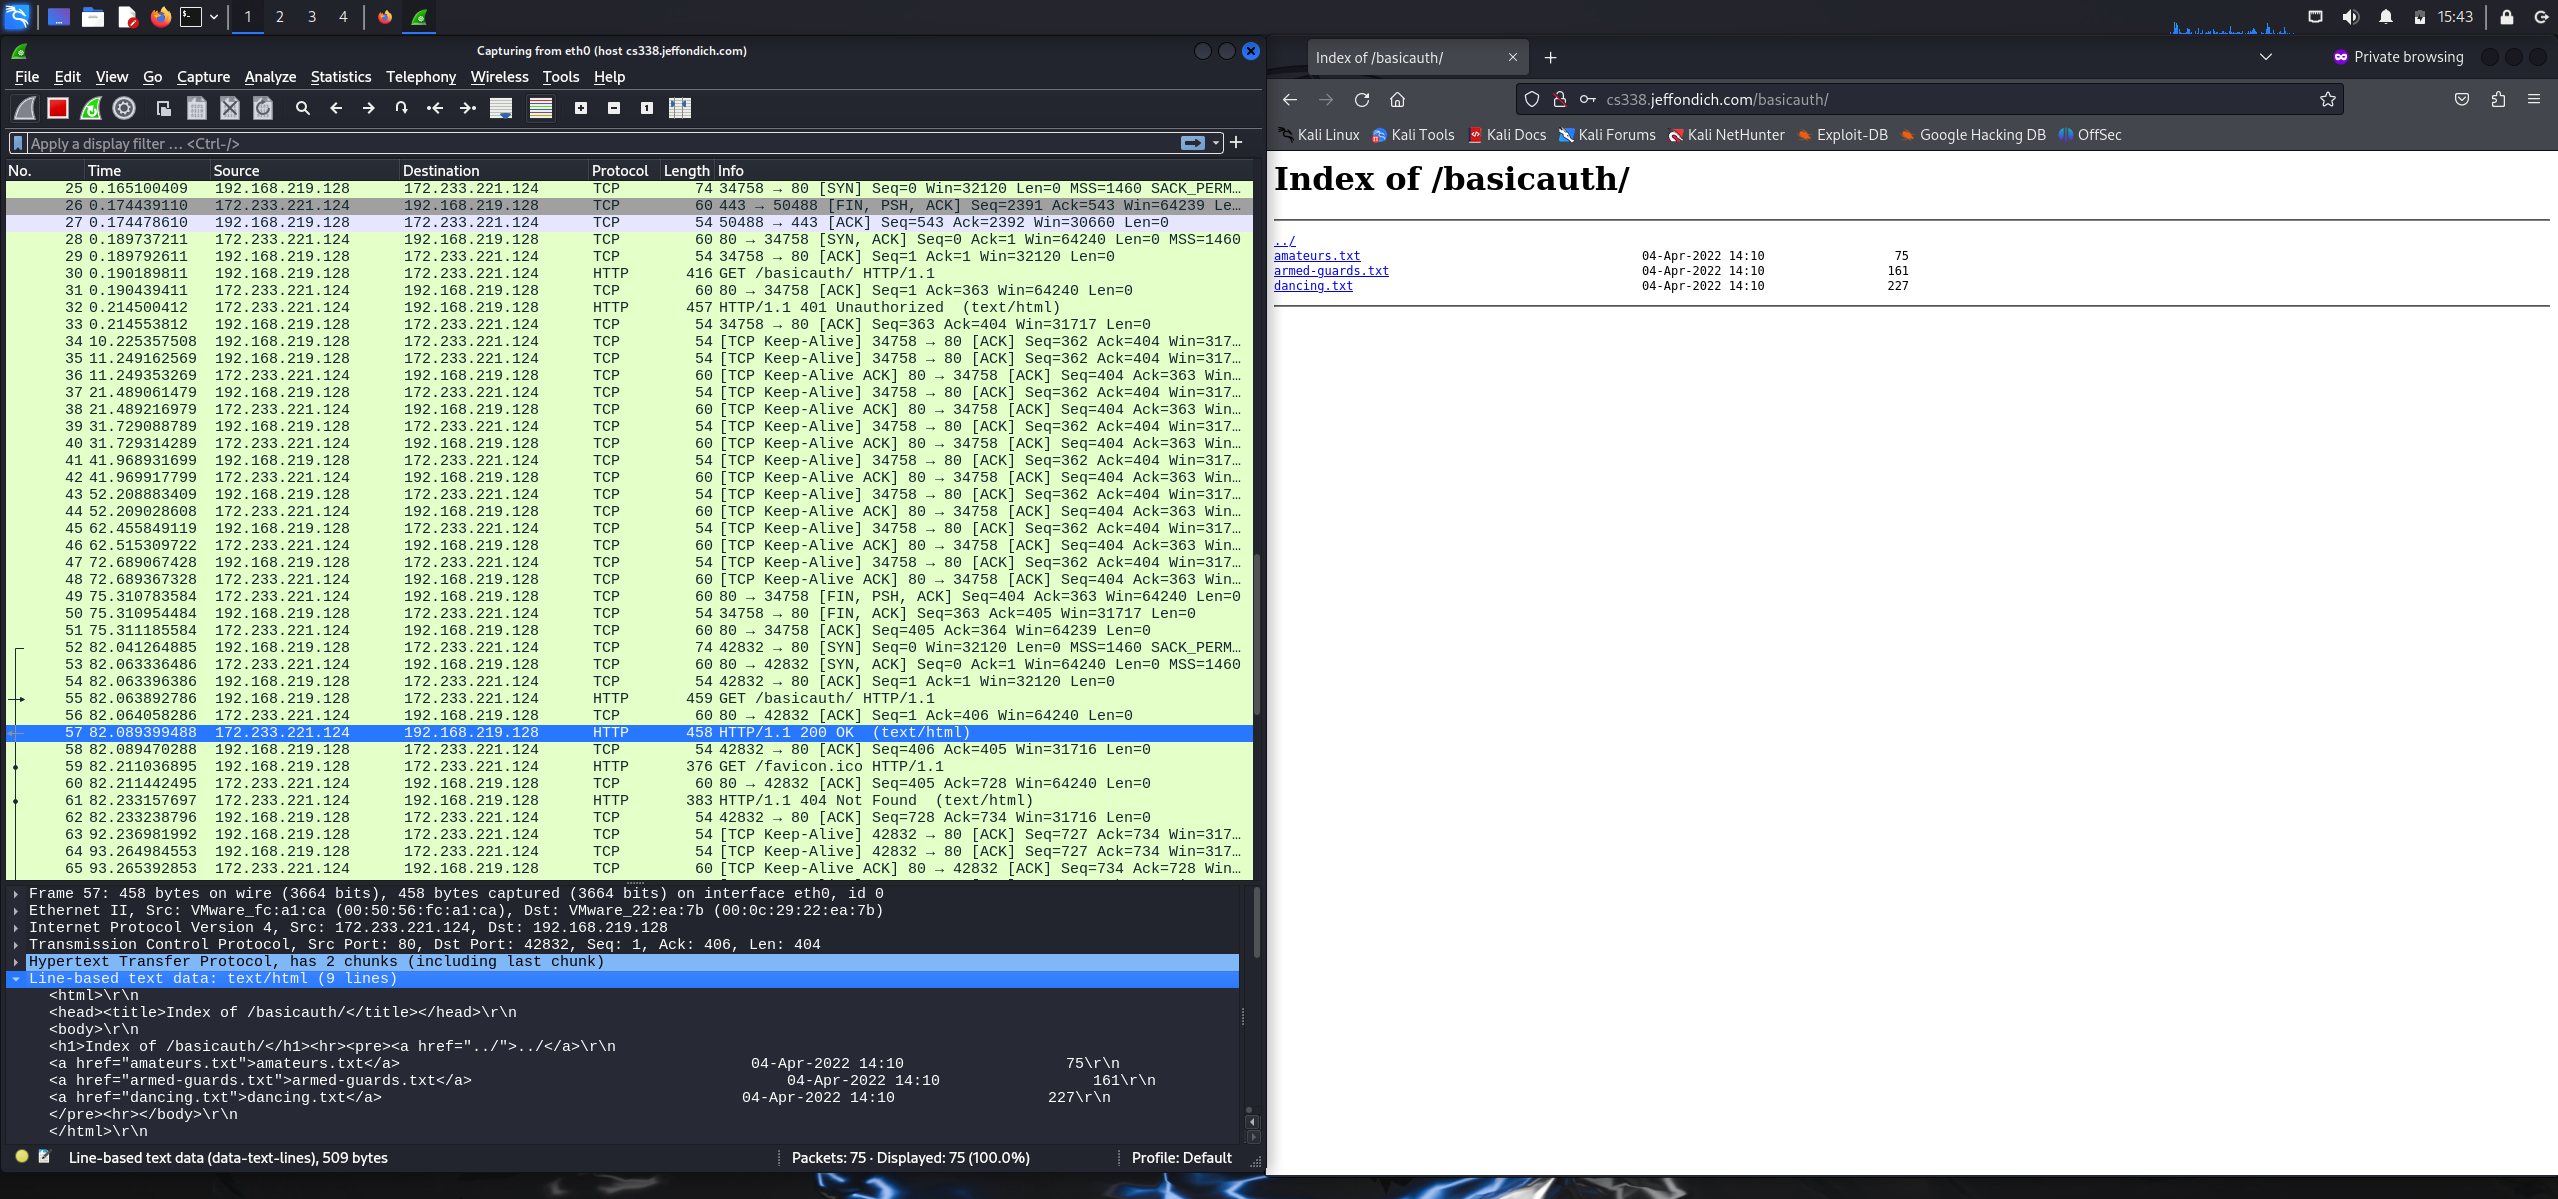 1 2 3 4 15:43
Capturing from eth0 (host cs338.jeffondich.com)
File Edit View Go Capture Analyze Statistics Telephony Wireless Tools Help
Apply a display filter … <Ctrl-/>
No. Time Source Destination Protocol Length Info
25 0.165100409 192.168.219.128 172.233.221.124 TCP 74 34758 → 80 [SYN] Seq=0 Win=32120 Len=0 MSS=1460 SACK_PERM…
26 0.174439110 172.233.221.124 192.168.219.128 TCP 60 443 → 50488 [FIN, PSH, ACK] Seq=2391 Ack=543 Win=64239 Le…
27 0.174478610 192.168.219.128 172.233.221.124 TCP 54 50488 → 443 [ACK] Seq=543 Ack=2392 Win=30660 Len=0
28 0.189737211 172.233.221.124 192.168.219.128 TCP 60 80 → 34758 [SYN, ACK] Seq=0 Ack=1 Win=64240 Len=0 MSS=1460
29 0.189792611 192.168.219.128 172.233.221.124 TCP 54 34758 → 80 [ACK] Seq=1 Ack=1 Win=32120 Len=0
30 0.190189811 192.168.219.128 172.233.221.124 HTTP 416 GET /basicauth/ HTTP/1.1
31 0.190439411 172.233.221.124 192.168.219.128 TCP 60 80 → 34758 [ACK] Seq=1 Ack=363 Win=64240 Len=0
32 0.214500412 172.233.221.124 192.168.219.128 HTTP 457 HTTP/1.1 401 Unauthorized (text/html)
33 0.214553812 192.168.219.128 172.233.221.124 TCP 54 34758 → 80 [ACK] Seq=363 Ack=404 Win=31717 Len=0
34 10.225357508 192.168.219.128 172.233.221.124 TCP 54 [TCP Keep-Alive] 34758 → 80 [ACK] Seq=362 Ack=404 Win=317…
35 11.249162569 192.168.219.128 172.233.221.124 TCP 54 [TCP Keep-Alive] 34758 → 80 [ACK] Seq=362 Ack=404 Win=317…
36 11.249353269 172.233.221.124 192.168.219.128 TCP 60 [TCP Keep-Alive ACK] 80 → 34758 [ACK] Seq=404 Ack=363 Win…
37 21.489061479 192.168.219.128 172.233.221.124 TCP 54 [TCP Keep-Alive] 34758 → 80 [ACK] Seq=362 Ack=404 Win=317…
38 21.489216979 172.233.221.124 192.168.219.128 TCP 60 [TCP Keep-Alive ACK] 80 → 34758 [ACK] Seq=404 Ack=363 Win…
39 31.729088789 192.168.219.128 172.233.221.124 TCP 54 [TCP Keep-Alive] 34758 → 80 [ACK] Seq=362 Ack=404 Win=317…
40 31.729314289 172.233.221.124 192.168.219.128 TCP 60 [TCP Keep-Alive ACK] 80 → 34758 [ACK] Seq=404 Ack=363 Win…
41 41.968931699 192.168.219.128 172.233.221.124 TCP 54 [TCP Keep-Alive] 34758 → 80 [ACK] Seq=362 Ack=404 Win=317…
42 41.969917799 172.233.221.124 192.168.219.128 TCP 60 [TCP Keep-Alive ACK] 80 → 34758 [ACK] Seq=404 Ack=363 Win…
43 52.208883409 192.168.219.128 172.233.221.124 TCP 54 [TCP Keep-Alive] 34758 → 80 [ACK] Seq=362 Ack=404 Win=317…
44 52.209028608 172.233.221.124 192.168.219.128 TCP 60 [TCP Keep-Alive ACK] 80 → 34758 [ACK] Seq=404 Ack=363 Win…
45 62.455849119 192.168.219.128 172.233.221.124 TCP 54 [TCP Keep-Alive] 34758 → 80 [ACK] Seq=362 Ack=404 Win=317…
46 62.515309722 172.233.221.124 192.168.219.128 TCP 60 [TCP Keep-Alive ACK] 80 → 34758 [ACK] Seq=404 Ack=363 Win…
47 72.689067428 192.168.219.128 172.233.221.124 TCP 54 [TCP Keep-Alive] 34758 → 80 [ACK] Seq=362 Ack=404 Win=317…
48 72.689367328 172.233.221.124 192.168.219.128 TCP 60 [TCP Keep-Alive ACK] 80 → 34758 [ACK] Seq=404 Ack=363 Win…
49 75.310783584 172.233.221.124 192.168.219.128 TCP 60 80 → 34758 [FIN, PSH, ACK] Seq=404 Ack=363 Win=64240 Len=0
50 75.310954484 192.168.219.128 172.233.221.124 TCP 54 34758 → 80 [FIN, ACK] Seq=363 Ack=405 Win=31717 Len=0
51 75.311185584 172.233.221.124 192.168.219.128 TCP 60 80 → 34758 [ACK] Seq=405 Ack=364 Win=64239 Len=0
52 82.041264885 192.168.219.128 172.233.221.124 TCP 74 42832 → 80 [SYN] Seq=0 Win=32120 Len=0 MSS=1460 SACK_PERM…
53 82.063336486 172.233.221.124 192.168.219.128 TCP 60 80 → 42832 [SYN, ACK] Seq=0 Ack=1 Win=64240 Len=0 MSS=1460
54 82.063396386 192.168.219.128 172.233.221.124 TCP 54 42832 → 80 [ACK] Seq=1 Ack=1 Win=32120 Len=0
55 82.063892786 192.168.219.128 172.233.221.124 HTTP 459 GET /basicauth/ HTTP/1.1
56 82.064058286 172.233.221.124 192.168.219.128 TCP 60 80 → 42832 [ACK] Seq=1 Ack=406 Win=64240 Len=0
57 82.089399488 172.233.221.124 192.168.219.128 HTTP 458 HTTP/1.1 200 OK (text/html)
58 82.089470288 192.168.219.128 172.233.221.124 TCP 54 42832 → 80 [ACK] Seq=406 Ack=405 Win=31716 Len=0
59 82.211036895 192.168.219.128 172.233.221.124 HTTP 376 GET /favicon.ico HTTP/1.1
60 82.211442495 172.233.221.124 192.168.219.128 TCP 60 80 → 42832 [ACK] Seq=405 Ack=728 Win=64240 Len=0
61 82.233157697 172.233.221.124 192.168.219.128 HTTP 383 HTTP/1.1 404 Not Found (text/html)
62 82.233238796 192.168.219.128 172.233.221.124 TCP 54 42832 → 80 [ACK] Seq=728 Ack=734 Win=31716 Len=0
63 92.236981992 192.168.219.128 172.233.221.124 TCP 54 [TCP Keep-Alive] 42832 → 80 [ACK] Seq=727 Ack=734 Win=317…
64 93.264984553 192.168.219.128 172.233.221.124 TCP 54 [TCP Keep-Alive] 42832 → 80 [ACK] Seq=727 Ack=734 Win=317…
65 93.265392853 172.233.221.124 192.168.219.128 TCP 60 [TCP Keep-Alive ACK] 80 → 42832 [ACK] Seq=734 Ack=728 Win…
Frame 57: 458 bytes on wire (3664 bits), 458 bytes captured (3664 bits) on interface eth0, id 0
Ethernet II, Src: VMware_fc:a1:ca (00:50:56:fc:a1:ca), Dst: VMware_22:ea:7b (00:0c:29:22:ea:7b)
Internet Protocol Version 4, Src: 172.233.221.124, Dst: 192.168.219.128
Transmission Control Protocol, Src Port: 80, Dst Port: 42832, Seq: 1, Ack: 406, Len: 404
Hypertext Transfer Protocol, has 2 chunks (including last chunk)
Line-based text data: text/html (9 lines)
<html>\r\n
<head><title>Index of /basicauth/</title></head>\r\n
<body>\r\n
<h1>Index of /basicauth/</h1><hr><pre><a href="../">../</a>\r\n
<a href="amateurs.txt">amateurs.txt</a> 04-Apr-2022 14:10 75\r\n
<a href="armed-guards.txt">armed-guards.txt</a> 04-Apr-2022 14:10 161\r\n
<a href="dancing.txt">dancing.txt</a> 04-Apr-2022 14:10 227\r\n
</pre><hr></body>\r\n
</html>\r\n
Line-based text data (data-text-lines), 509 bytes Packets: 75 · Displayed: 75 (100.0%) Profile: Default
Index of /basicauth/ Private browsing
cs338.jeffondich.com/basicauth/
Kali Linux Kali Tools Kali Docs Kali Forums Kali NetHunter Exploit-DB Google Hacking DB OffSec
Index of /basicauth/
../
amateurs.txt 04-Apr-2022 14:10 75
armed-guards.txt 04-Apr-2022 14:10 161
dancing.txt 04-Apr-2022 14:10 227